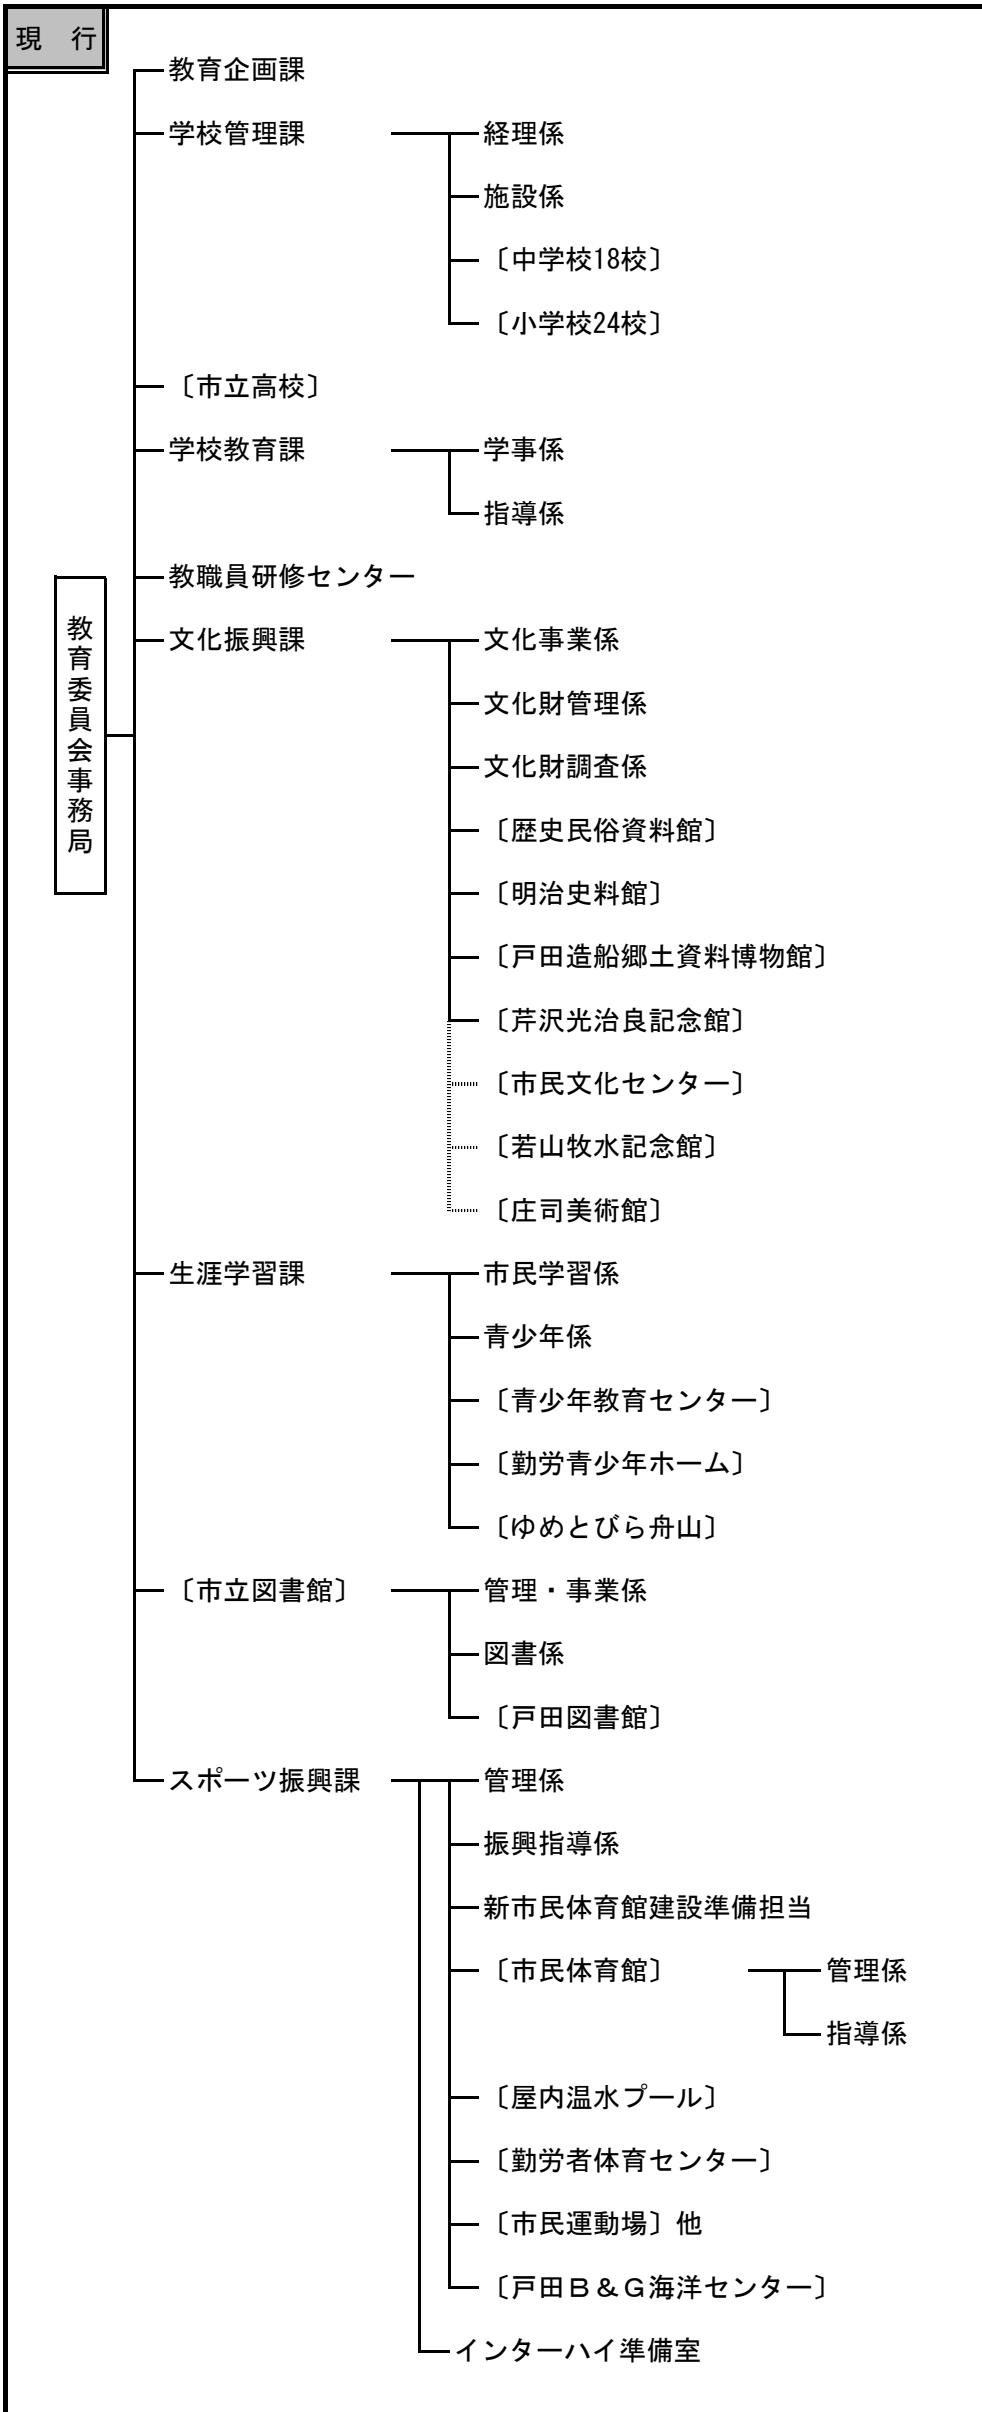 現　行
教育企画課
学校管理課
経理係
施設係
〔中学校18校〕
〔小学校24校〕
〔市立高校〕
学校教育課
学事係
指導係
教職員研修センター
教育委員会事務局
文化振興課
文化事業係
文化財管理係
文化財調査係
〔歴史民俗資料館〕
〔明治史料館〕
〔戸田造船郷土資料博物館〕
〔芹沢光治良記念館〕
〔市民文化センター〕
〔若山牧水記念館〕
〔庄司美術館〕
生涯学習課
市民学習係
青少年係
〔青少年教育センター〕
〔勤労青少年ホーム〕
〔ゆめとびら舟山〕
〔市立図書館〕
管理・事業係
図書係
〔戸田図書館〕
スポーツ振興課
管理係
振興指導係
新市民体育館建設準備担当
〔市民体育館〕
管理係
指導係
〔屋内温水プール〕
〔勤労者体育センター〕
〔市民運動場〕他
〔戸田Ｂ＆Ｇ海洋センター〕
インターハイ準備室